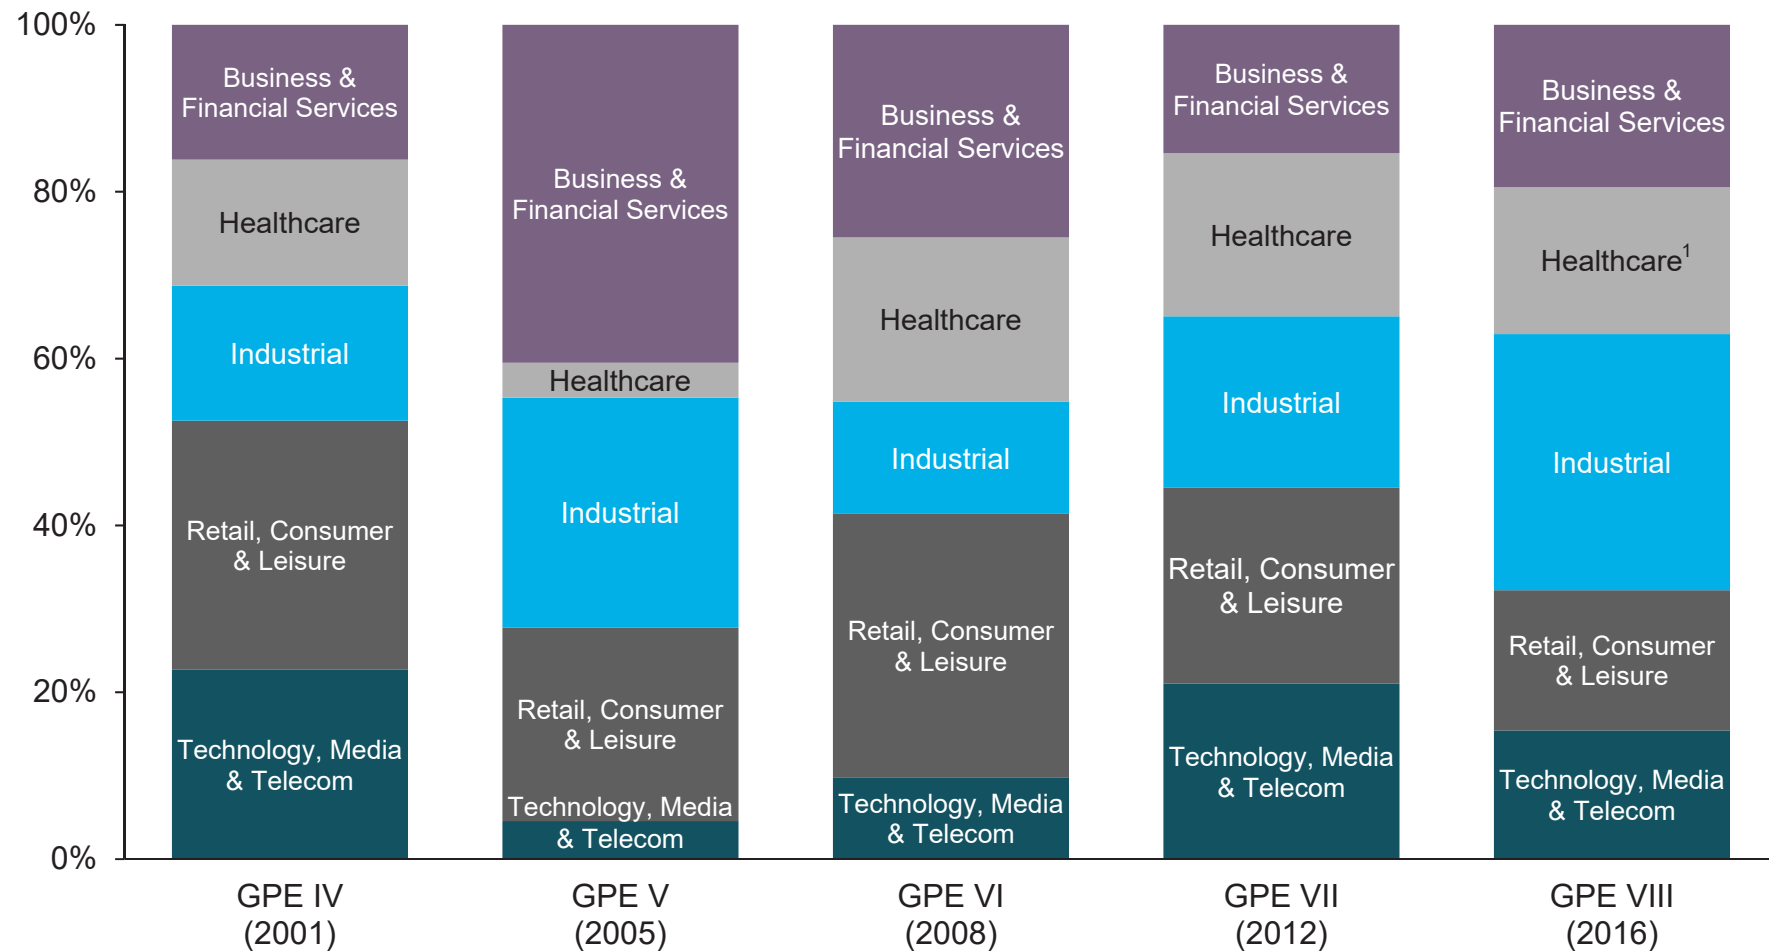 100%
80%
60%
40%
20%
0%
Business &
Financial Services
Healthcare
Industrial
Retail, Consumer
& Leisure
Technology, Media
& Telecom
GPE IV
(2001)
Business &
Financial Services
Healthcare
Industrial
Retail, Consumer
& Leisure
Technology, Media
& Telecom
GPE V
(2005)
Business &
Financial Services
Healthcare
Industrial
Retail, Consumer
& Leisure
Technology, Media
& Telecom
GPE VI
(2008)
Business &
Financial Services
Healthcare
Industrial
Retail, Consumer
& Leisure
Technology, Media
& Telecom
GPE VII
(2012)
Business &
Financial Services
Healthcare¹
Industrial
Retail, Consumer
& Leisure
Technology, Media
& Telecom
GPE VIII
(2016)